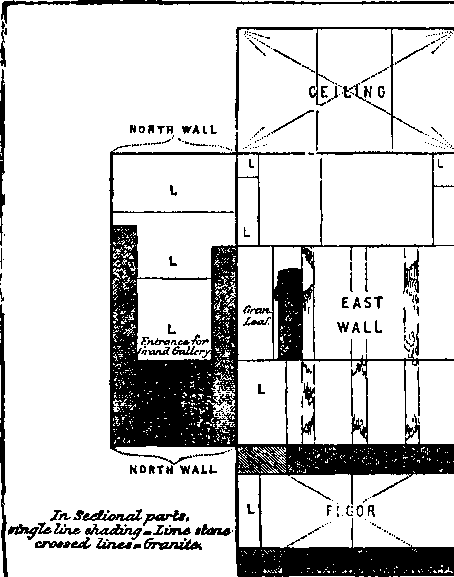 CEILING
NORTH WALL
L
L
L
L
L
L
Gran.
Leaf.
EAST
WALL
L
Entrance for
Grand Gallery
L
NORTH WALL
L
FLOOR
In Sectional parts,
single line shading = Lime stone
crossed lines = Granite.